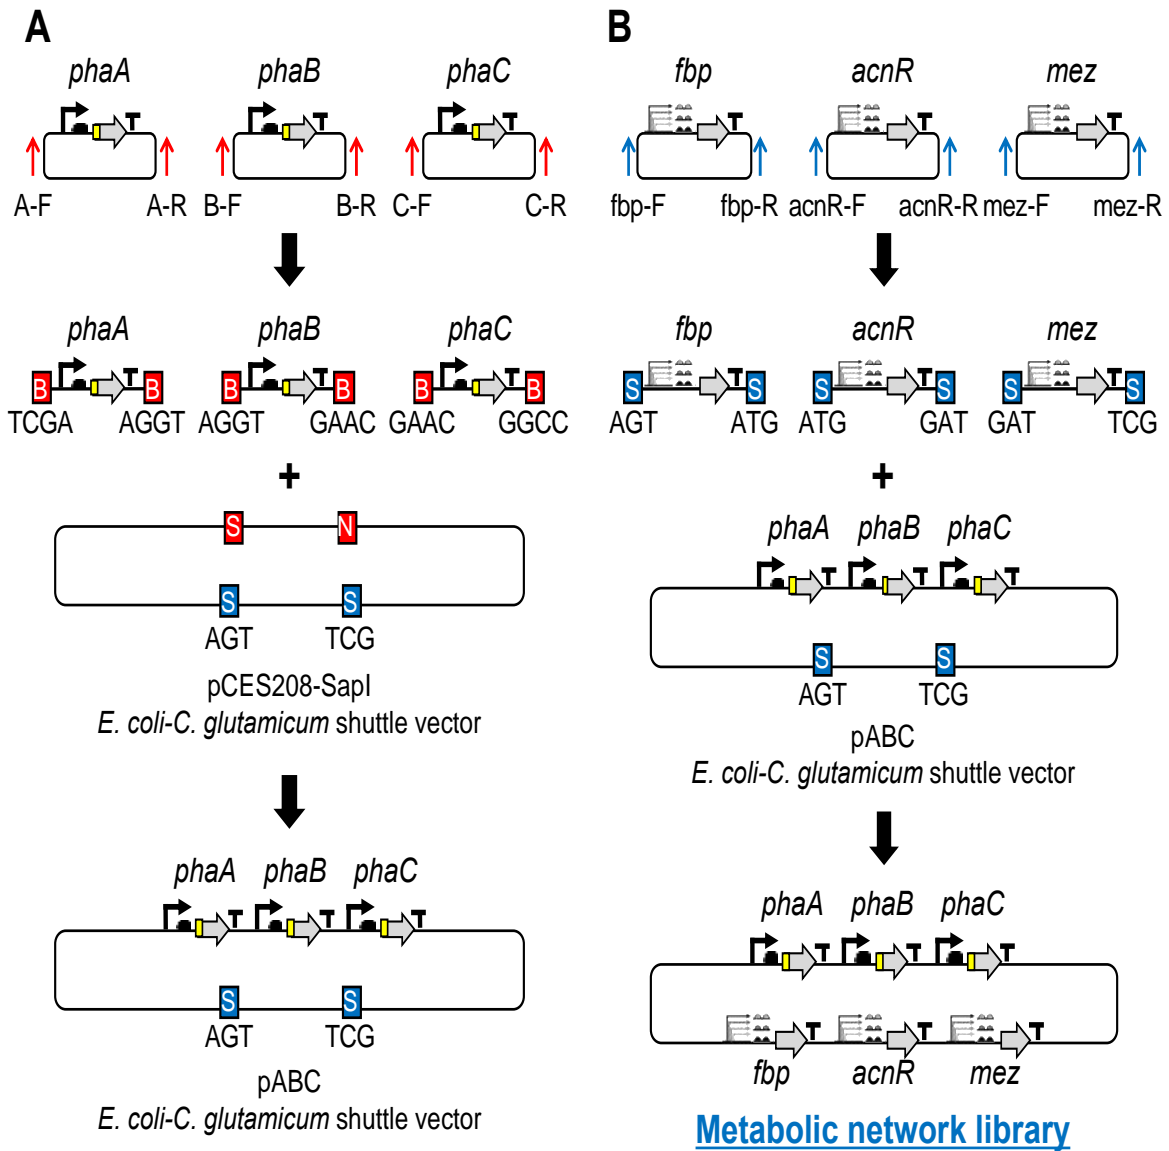 A
phaA phaB phaC
A-F A-R B-F B-R C-F C-R
phaA phaB phaC
B B B B B B
TCGA AGGT AGGT GAAC GAAC GGCC
+
S N
S S
AGT TCG
pCES208-SapI
E. coli-C. glutamicum shuttle vector
phaA phaB phaC
S S
AGT TCG
pABC
E. coli-C. glutamicum shuttle vector
B
fbp acnR mez
fbp-F fbp-R acnR-F acnR-R mez-F mez-R
fbp acnR mez
S S S S S S
AGT ATG ATG GAT GAT TCG
+
phaA phaB phaC
S S
AGT TCG
pABC
E. coli-C. glutamicum shuttle vector
phaA phaB phaC
fbp acnR mez
Metabolic network library